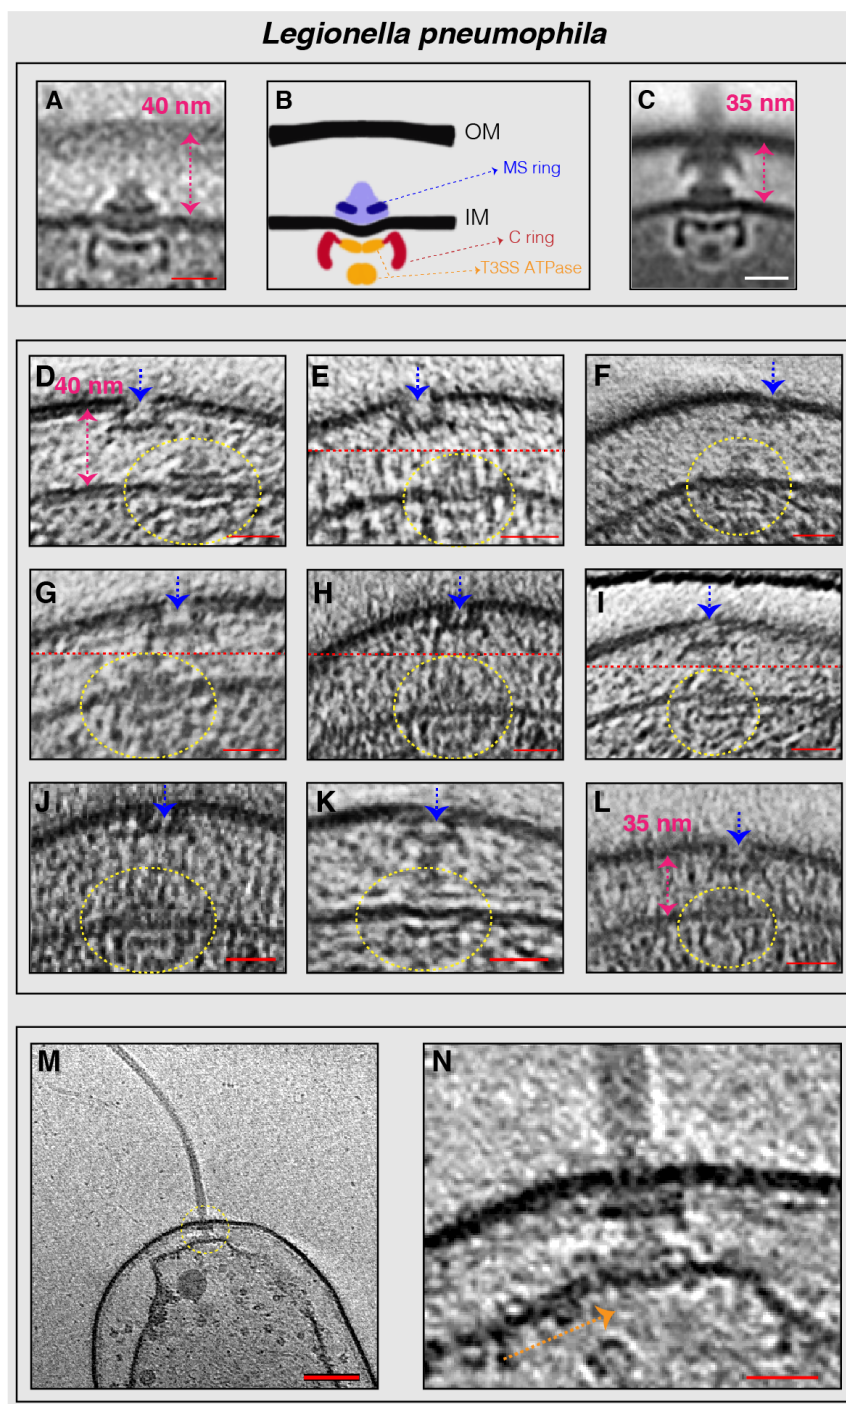 Legionella pneumophila
A
40 nm
B
OM
MS ring
IM
C ring
T3SS ATPase
C
35 nm
D
40 nm
E
F
G
H
I
J
K
L
35 nm
M
N